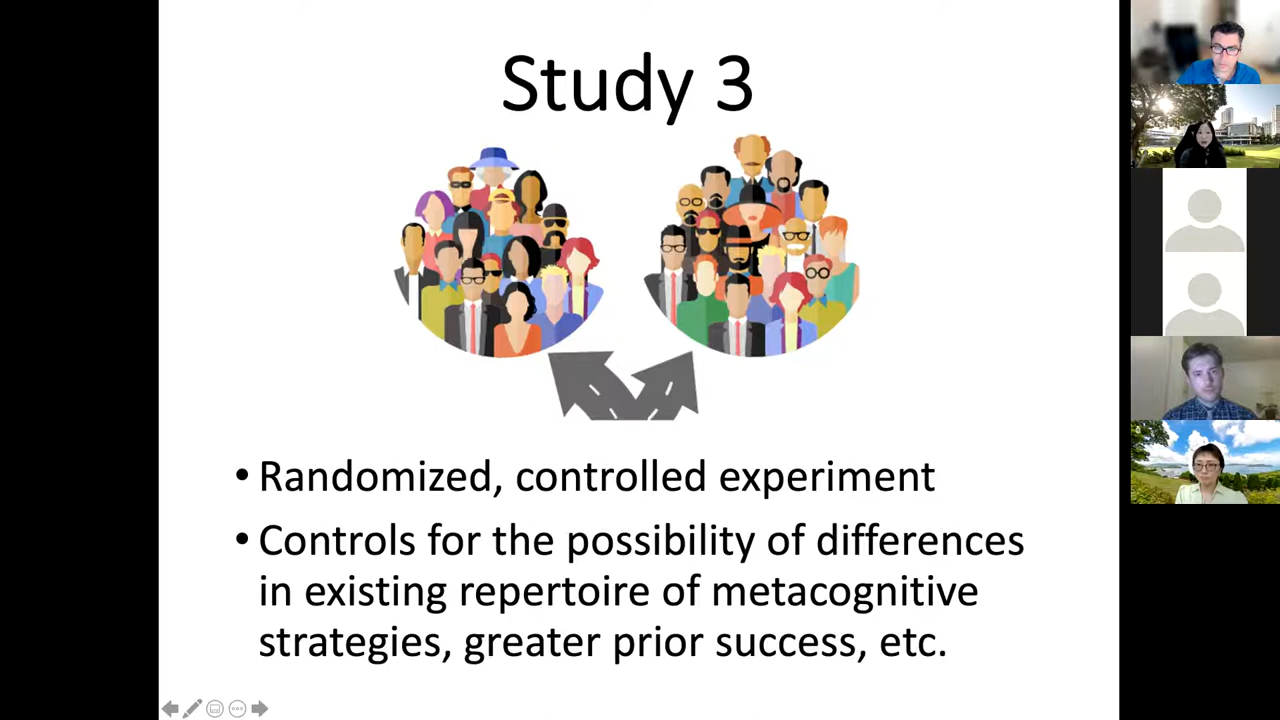 Study 3
• Randomized, controlled experiment
• Controls for the possibility of differences
in existing repertoire of metacognitive
strategies, greater prior success, etc.